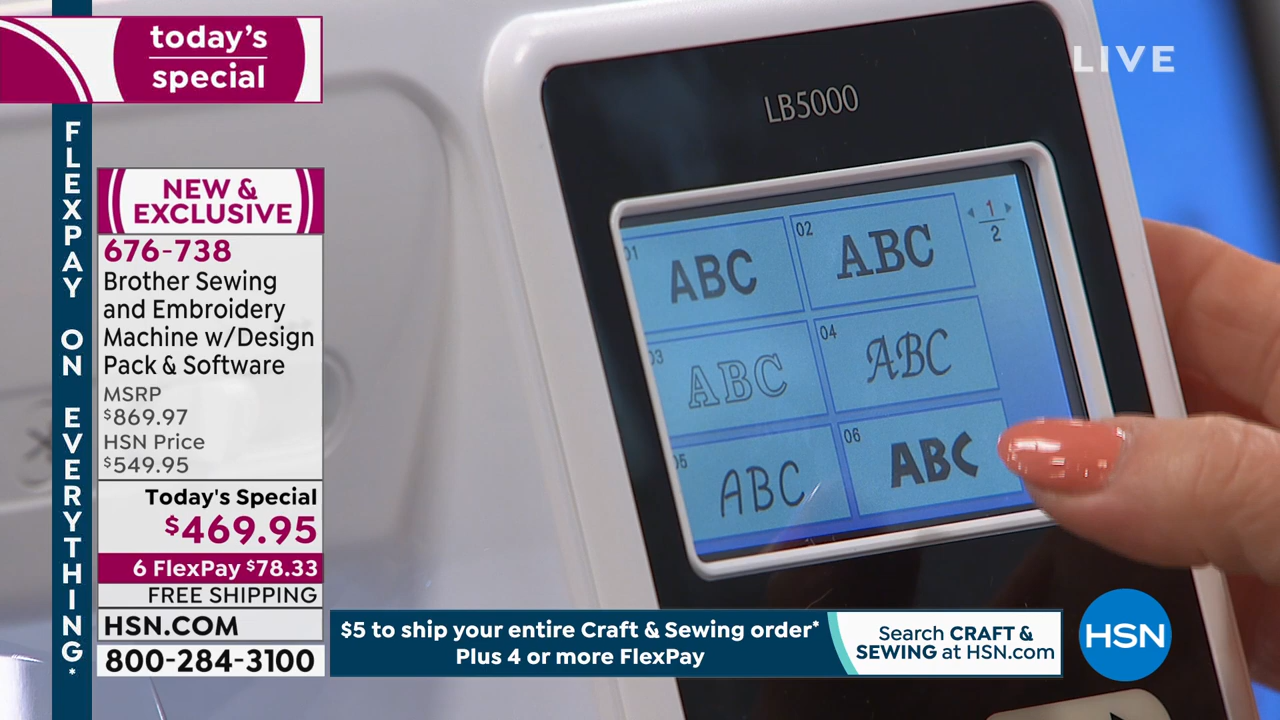 today's
special
LIVE
FLEXPAY ON EVERYTHING*
NEW &
EXCLUSIVE
676-738
Brother Sewing
and Embroidery
Machine w/Design
Pack & Software
MSRP
$869.97
HSN Price
$549.95
Today's Special
$469.95
6 FlexPay $78.33
FREE SHIPPING
HSN.COM
800-284-3100
LB5000
01 ABC
02 ABC
1
2
03 ABC
04 ABC
05 ABC
06 ABC
$5 to ship your entire Craft & Sewing order*
Plus 4 or more FlexPay
Search CRAFT &
SEWING at HSN.com
HSN